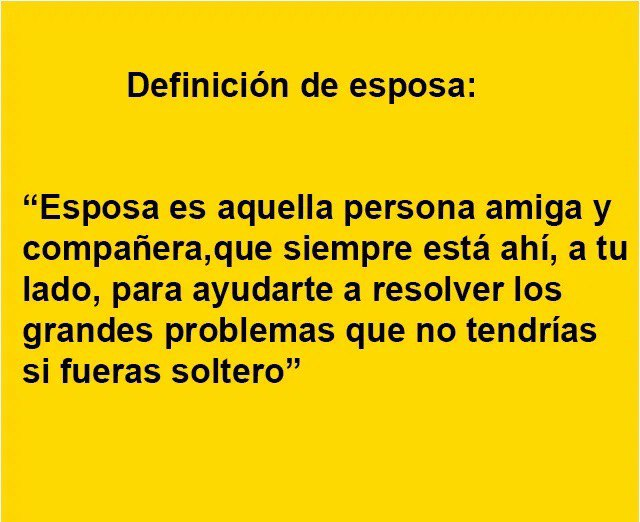 Definición de esposa:
“Esposa es aquella persona amiga y
compañera,que siempre está ahí, a tu
lado, para ayudarte a resolver los
grandes problemas que no tendrías
si fueras soltero”